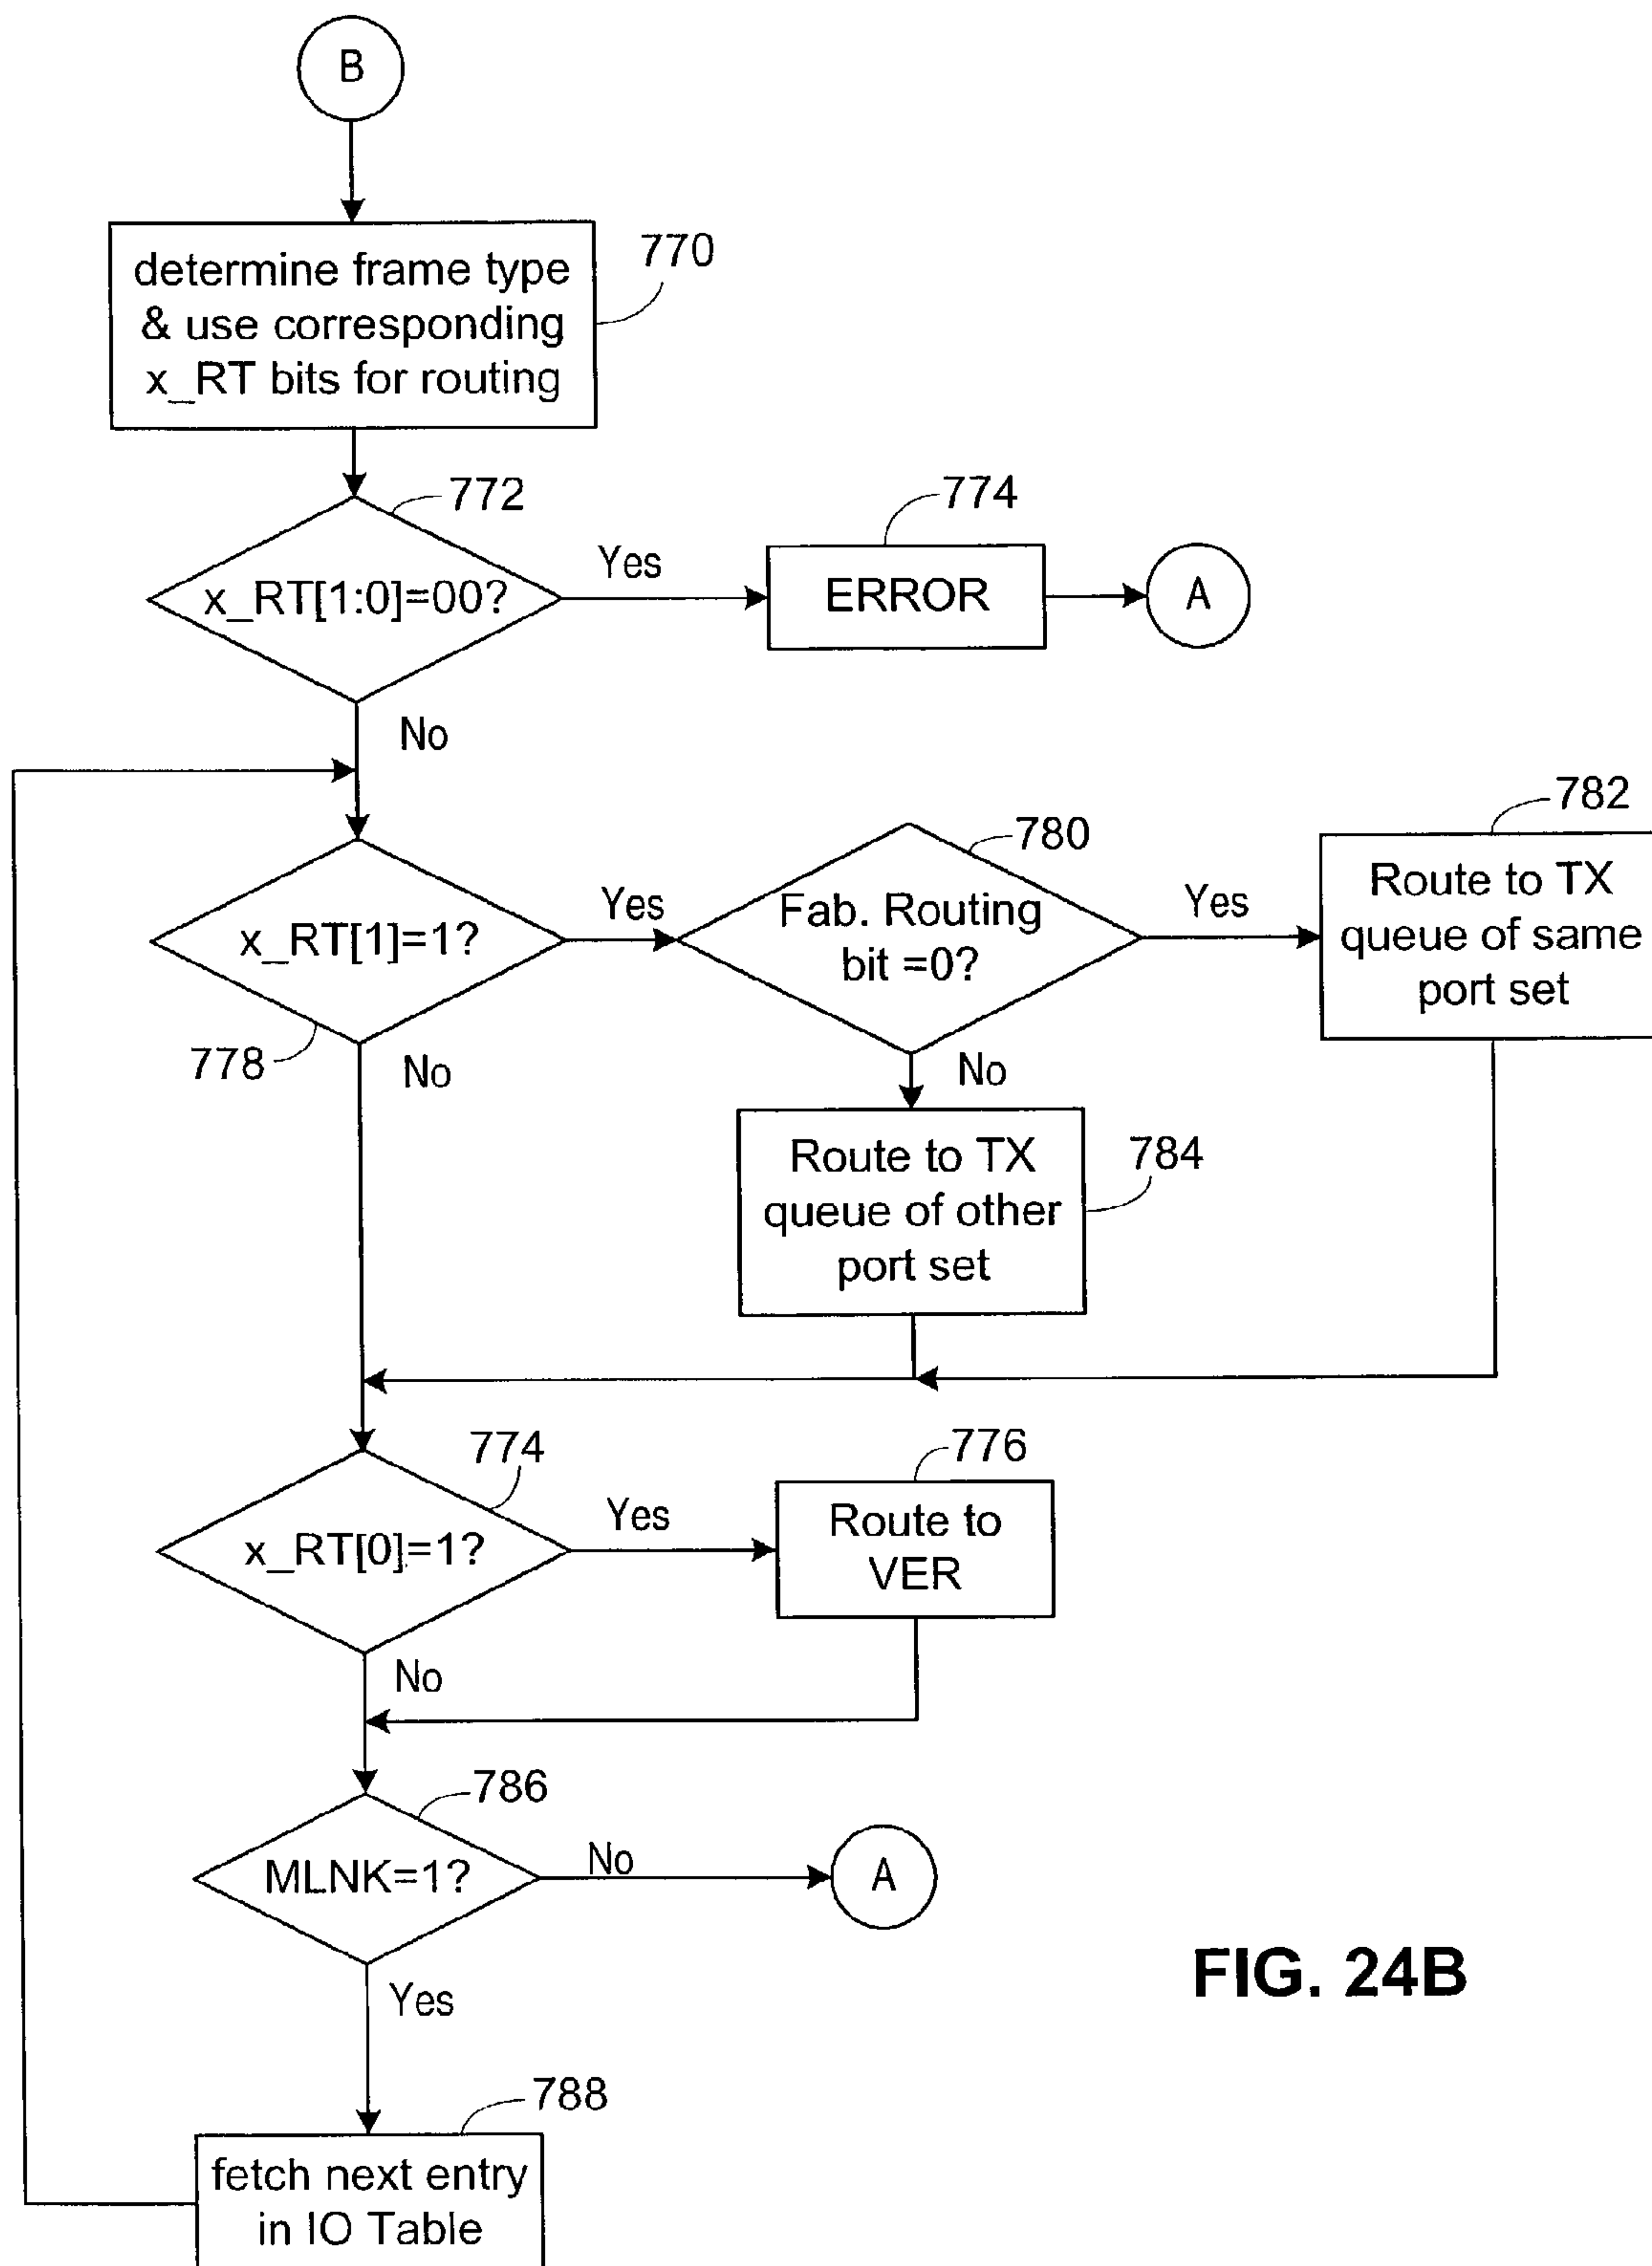 B
determine frame type
& use corresponding
x_RT bits for routing
770
x_RT[1:0]=00?
772
Yes
ERROR
774
A
No
x_RT[1]=1?
778
Yes
No
Fab. Routing
bit =0?
780
Yes
Route to TX
queue of same
port set
782
No
Route to TX
queue of other
port set
784
x_RT[0]=1?
774
Yes
Route to
VER
776
No
MLNK=1?
786
No
A
Yes
fetch next entry
in IO Table
788
FIG. 24B